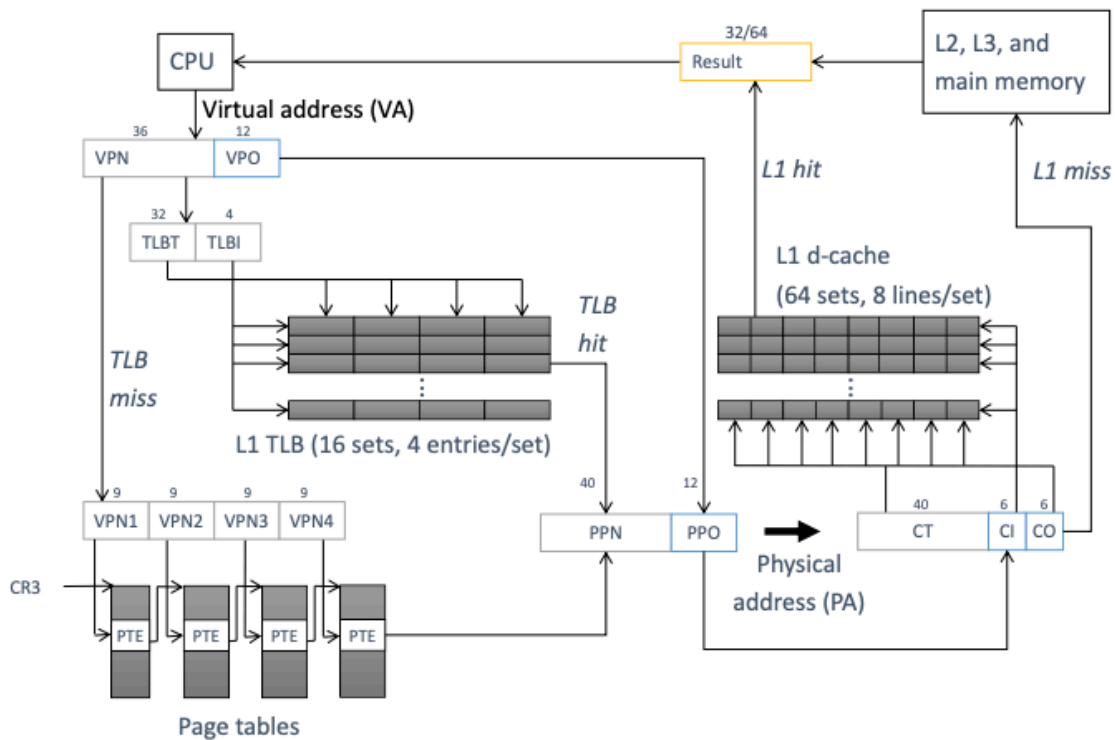 32/64
CPU
Result
L2, L3, and
main memory
Virtual address (VA)
36
12
VPN
VPO
L1 hit
L1 miss
32
4
TLBT
TLBI
L1 d-cache
(64 sets, 8 lines/set)
TLB
hit
TLB
miss
L1 TLB (16 sets, 4 entries/set)
9
9
9
9
VPN1
VPN2
VPN3
VPN4
40
12
PPN
PPO
40
6
6
CT
CI
CO
Physical
address (PA)
CR3
PTE
PTE
PTE
PTE
Page tables